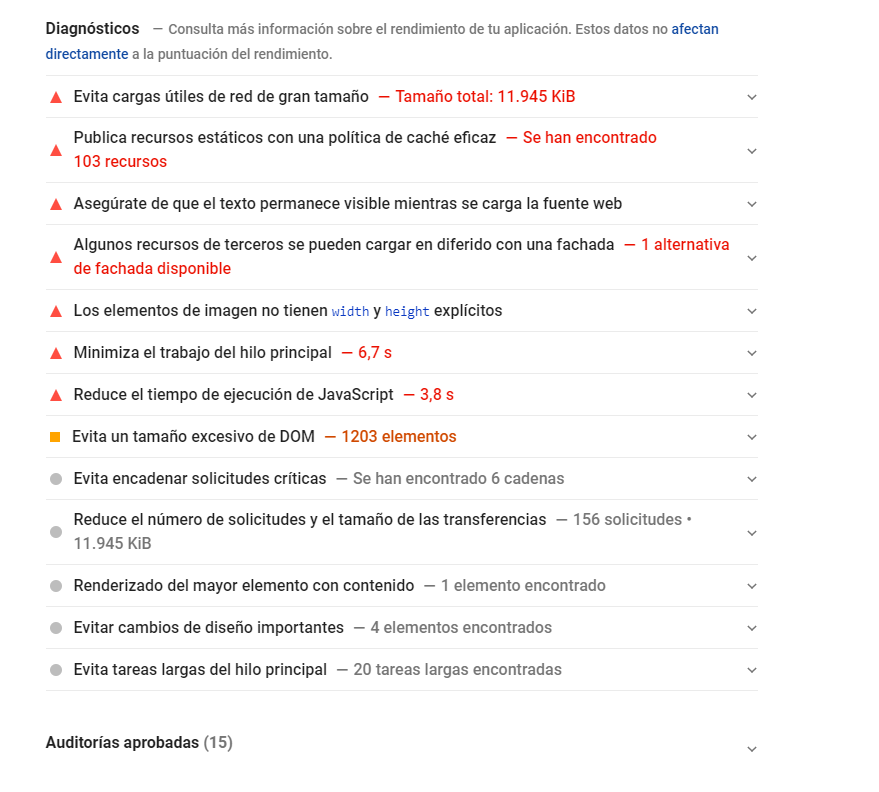 Diagnósticos — Consulta más información sobre el rendimiento de tu aplicación. Estos datos no afectan
directamente a la puntuación del rendimiento.
Evita cargas útiles de red de gran tamaño — Tamaño total: 11.945 KiB
Publica recursos estáticos con una política de caché eficaz — Se han encontrado
103 recursos
Asegúrate de que el texto permanece visible mientras se carga la fuente web
Algunos recursos de terceros se pueden cargar en diferido con una fachada — 1 alternativa
de fachada disponible
Los elementos de imagen no tienen width y height explícitos
Minimiza el trabajo del hilo principal — 6,7 s
Reduce el tiempo de ejecución de JavaScript — 3,8 s
Evita un tamaño excesivo de DOM — 1203 elementos
Evita encadenar solicitudes críticas — Se han encontrado 6 cadenas
Reduce el número de solicitudes y el tamaño de las transferencias — 156 solicitudes •
11.945 KiB
Renderizado del mayor elemento con contenido — 1 elemento encontrado
Evitar cambios de diseño importantes — 4 elementos encontrados
Evita tareas largas del hilo principal — 20 tareas largas encontradas
Auditorías aprobadas (15)